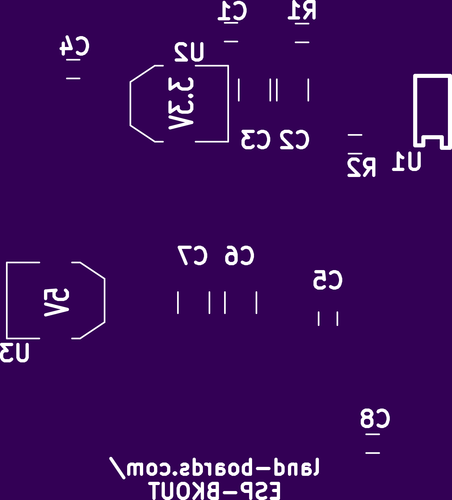 C1
R1
C4
U2
3.3V
C3
C2
U1
R2
C7
C6
C5
5V
U3
C8
land-boards.com/
ESP-BKOUT